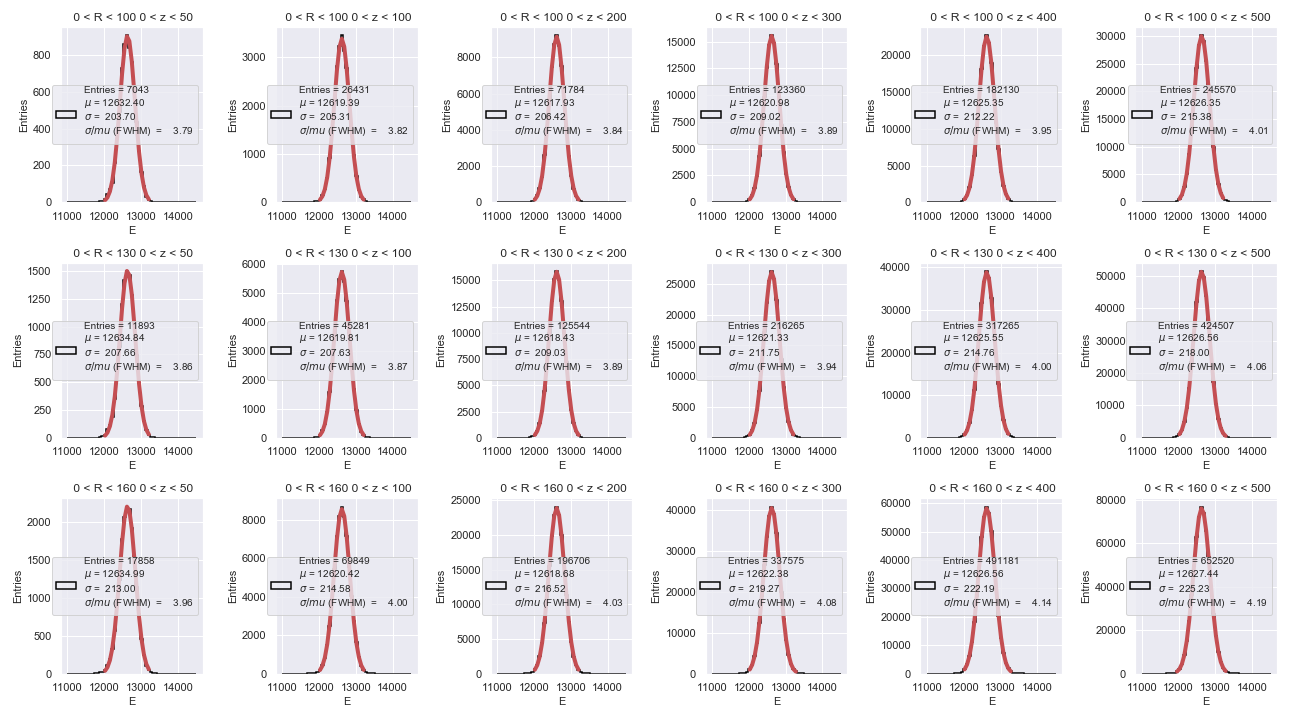 0 < R < 100 0 < z < 50
Entries
800
600
400
200
0
Entries = 7043
μ = 12632.40
σ = 203.70
σ/mu (FWHM) = 3.79
11000 12000 13000 14000
E
0 < R < 100 0 < z < 100
Entries
3000
2000
1000
0
Entries = 26431
μ = 12619.39
σ = 205.31
σ/mu (FWHM) = 3.82
11000 12000 13000 14000
E
0 < R < 100 0 < z < 200
Entries
8000
6000
4000
2000
0
Entries = 71784
μ = 12617.93
σ = 206.42
σ/mu (FWHM) = 3.84
11000 12000 13000 14000
E
0 < R < 100 0 < z < 300
Entries
15000
12500
10000
7500
5000
2500
0
Entries = 123360
μ = 12620.98
σ = 209.02
σ/mu (FWHM) = 3.89
11000 12000 13000 14000
E
0 < R < 100 0 < z < 400
Entries
20000
15000
10000
5000
0
Entries = 182130
μ = 12625.35
σ = 212.22
σ/mu (FWHM) = 3.95
11000 12000 13000 14000
E
0 < R < 100 0 < z < 500
Entries
30000
25000
20000
15000
10000
5000
0
Entries = 245570
μ = 12626.35
σ = 215.38
σ/mu (FWHM) = 4.01
11000 12000 13000 14000
E
0 < R < 130 0 < z < 50
Entries
1500
1250
1000
750
500
250
0
Entries = 11893
μ = 12634.84
σ = 207.66
σ/mu (FWHM) = 3.86
11000 12000 13000 14000
E
0 < R < 130 0 < z < 100
Entries
6000
5000
4000
3000
2000
1000
0
Entries = 45281
μ = 12619.81
σ = 207.63
σ/mu (FWHM) = 3.87
11000 12000 13000 14000
E
0 < R < 130 0 < z < 200
Entries
15000
12500
10000
7500
5000
2500
0
Entries = 125544
μ = 12618.43
σ = 209.03
σ/mu (FWHM) = 3.89
11000 12000 13000 14000
E
0 < R < 130 0 < z < 300
Entries
25000
20000
15000
10000
5000
0
Entries = 216265
μ = 12621.33
σ = 211.75
σ/mu (FWHM) = 3.94
11000 12000 13000 14000
E
0 < R < 130 0 < z < 400
Entries
40000
30000
20000
10000
0
Entries = 317265
μ = 12625.55
σ = 214.76
σ/mu (FWHM) = 4.00
11000 12000 13000 14000
E
0 < R < 130 0 < z < 500
Entries
50000
40000
30000
20000
10000
0
Entries = 424507
μ = 12626.56
σ = 218.00
σ/mu (FWHM) = 4.06
11000 12000 13000 14000
E
0 < R < 160 0 < z < 50
Entries
2000
1500
1000
500
0
Entries = 17858
μ = 12634.99
σ = 213.00
σ/mu (FWHM) = 3.96
11000 12000 13000 14000
E
0 < R < 160 0 < z < 100
Entries
8000
6000
4000
2000
0
Entries = 69849
μ = 12620.42
σ = 214.58
σ/mu (FWHM) = 4.00
11000 12000 13000 14000
E
0 < R < 160 0 < z < 200
Entries
25000
20000
15000
10000
5000
0
Entries = 196706
μ = 12618.68
σ = 216.52
σ/mu (FWHM) = 4.03
11000 12000 13000 14000
E
0 < R < 160 0 < z < 300
Entries
40000
30000
20000
10000
0
Entries = 337575
μ = 12622.38
σ = 219.27
σ/mu (FWHM) = 4.08
11000 12000 13000 14000
E
0 < R < 160 0 < z < 400
Entries
60000
50000
40000
30000
20000
10000
0
Entries = 491181
μ = 12626.56
σ = 222.19
σ/mu (FWHM) = 4.14
11000 12000 13000 14000
E
0 < R < 160 0 < z < 500
Entries
80000
60000
40000
20000
0
Entries = 652520
μ = 12627.44
σ = 225.23
σ/mu (FWHM) = 4.19
11000 12000 13000 14000
E